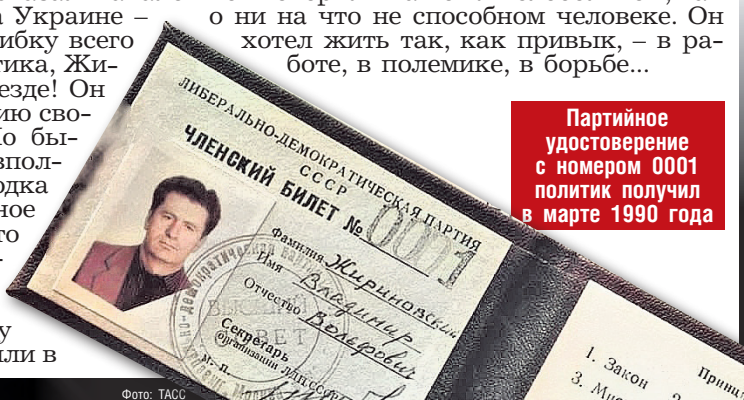 Украине –
ибку всего
тика, Жи-
езде! Он
ию сво-
бы-
впол-
одка
ное
то
у
или в
о ни на что не способном человеке. Он
хотел жить так, как привык, – в ра-
боте, в полемике, в борьбе...
Партийное
удостоверение
с номером 0001
политик получил
в марте 1990 года
ЛИБЕРАЛЬНО-ДЕМОКРАТИЧЕСКАЯ ПАРТИЯ
СССР
ЧЛЕНСКИЙ БИЛЕТ № 0001
Фамилия Жириновский
Имя Владимир
Отчество Вольфович
Секретарь
организации ЛДП СССР
М. П.
1. Закон
3.
Фото: ТАСС